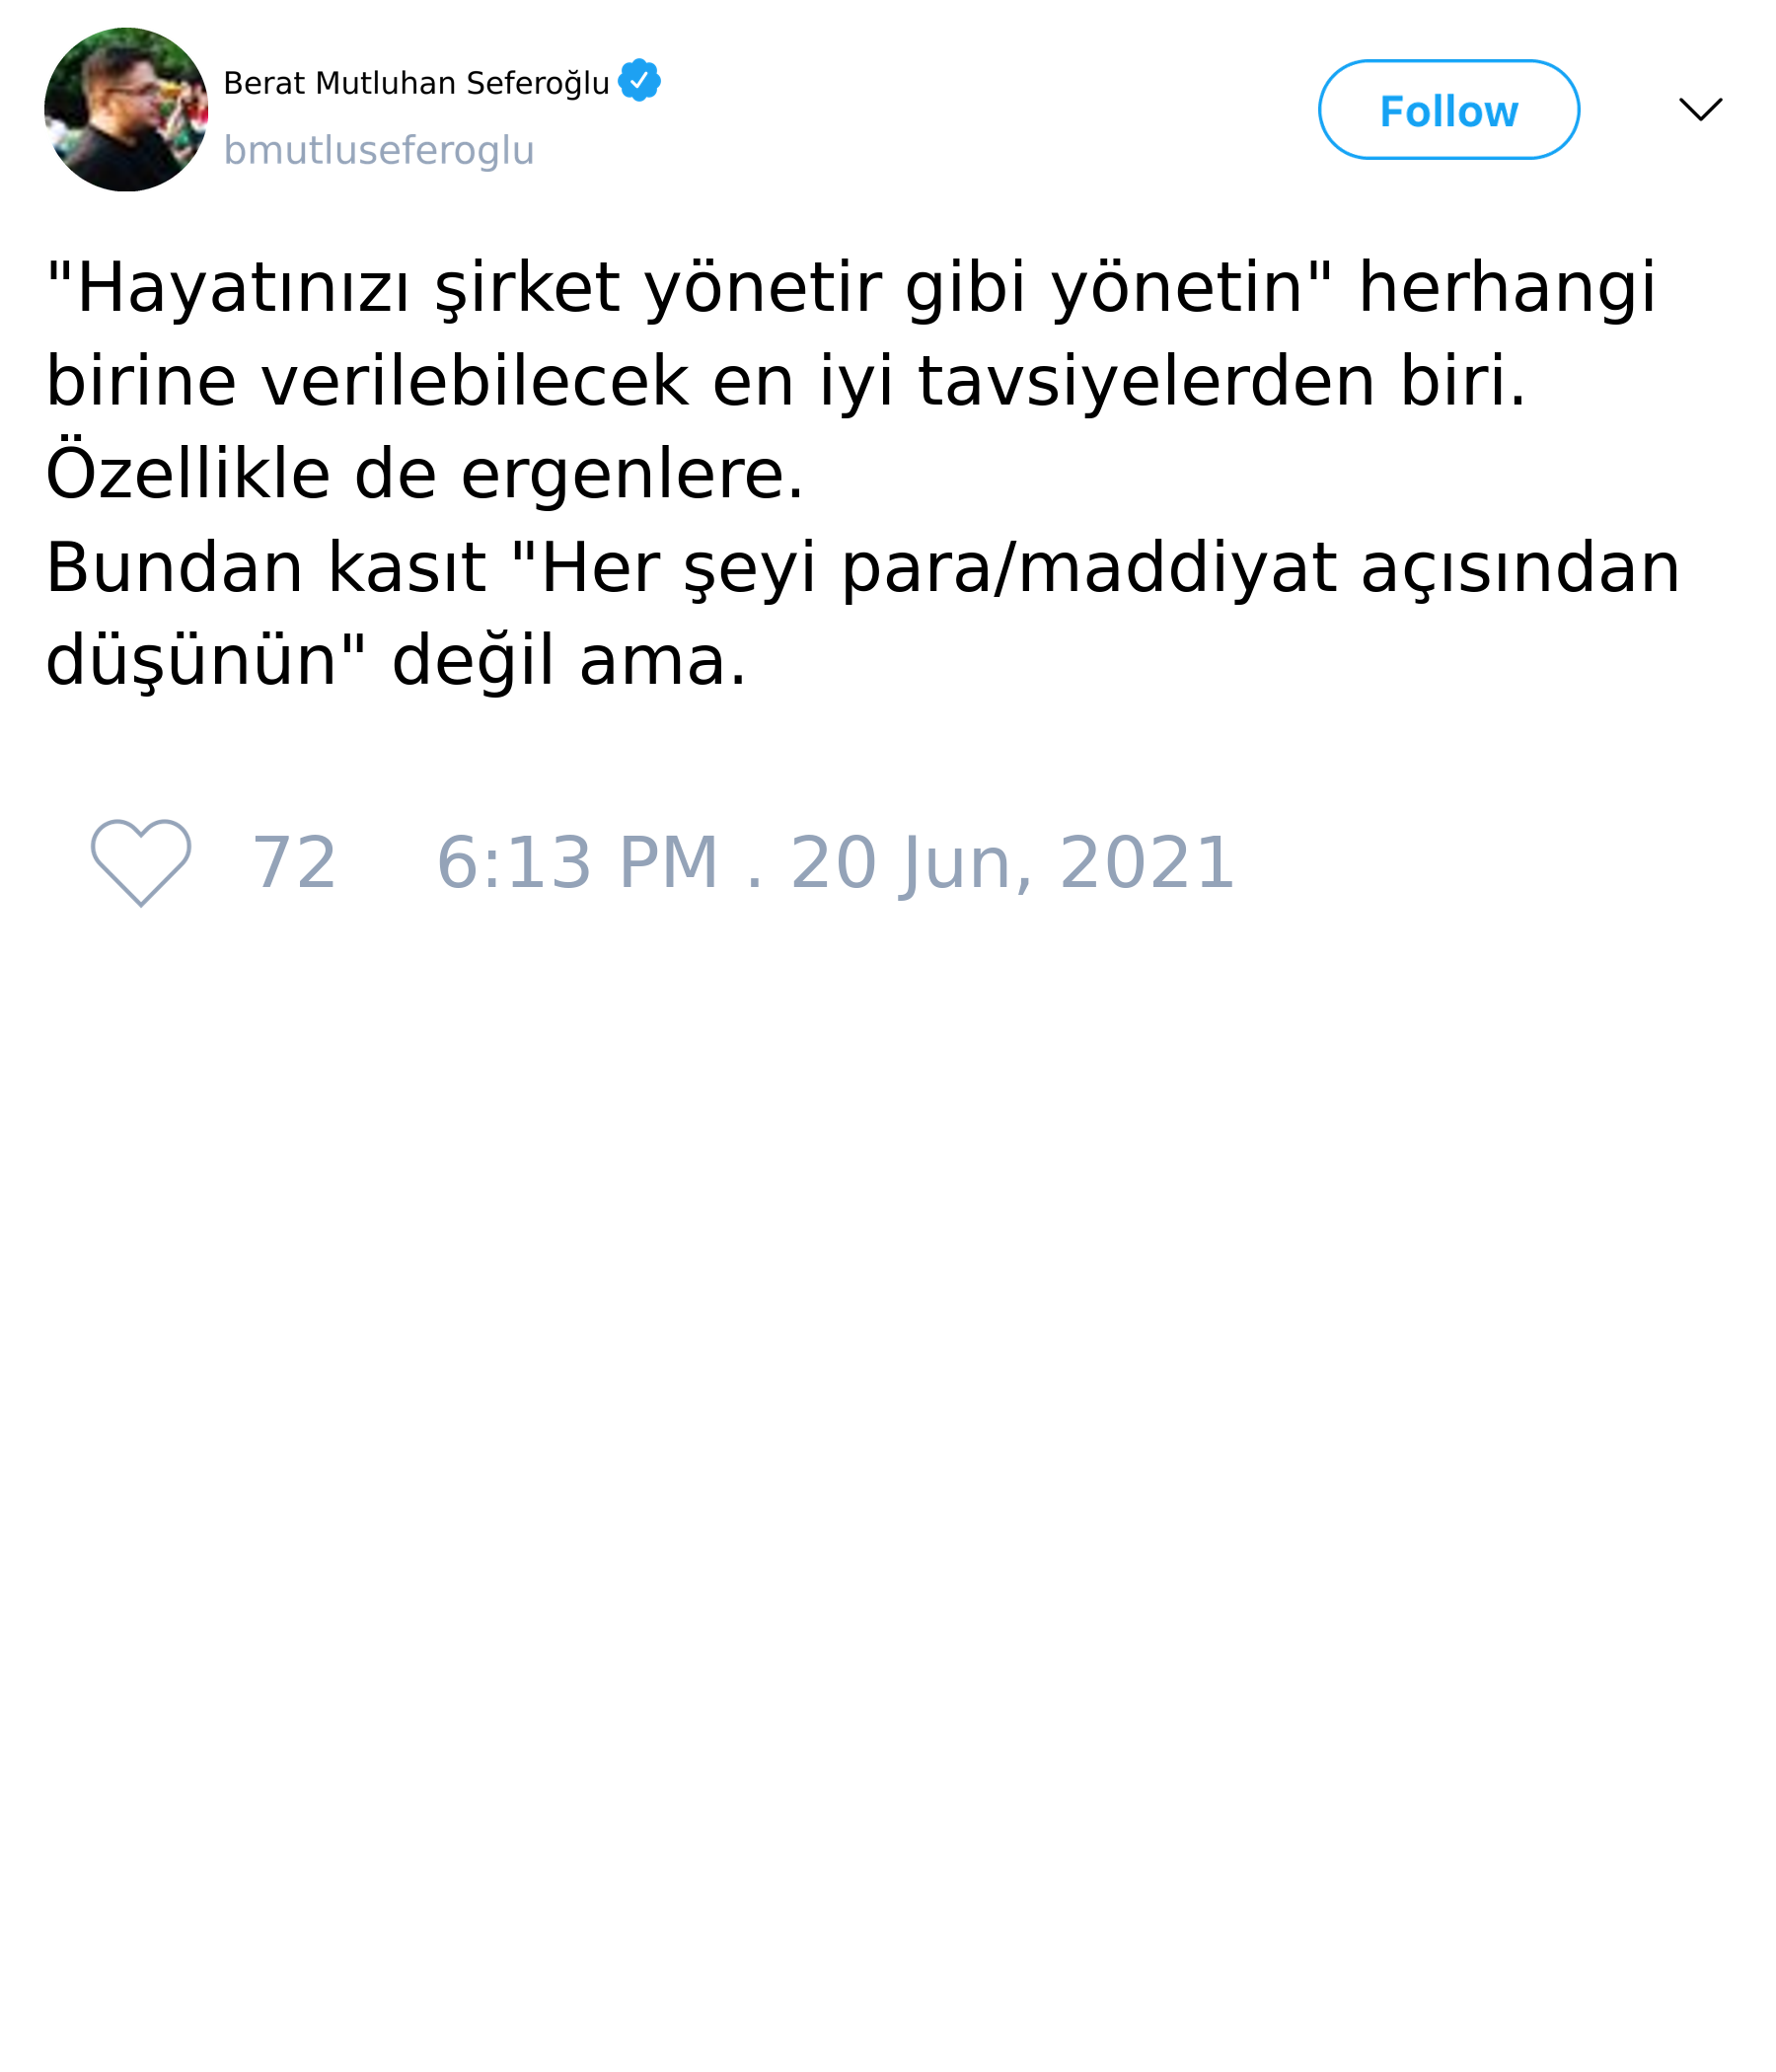 Berat Mutluhan Seferoğlu
bmutluseferoglu
Follow
"Hayatınızı şirket yönetir gibi yönetin" herhangi
birine verilebilecek en iyi tavsiyelerden biri.
Özellikle de ergenlere.
Bundan kasıt "Her şeyi para/maddiyat açısından
düşünün" değil ama.
72 6:13 PM . 20 Jun, 2021